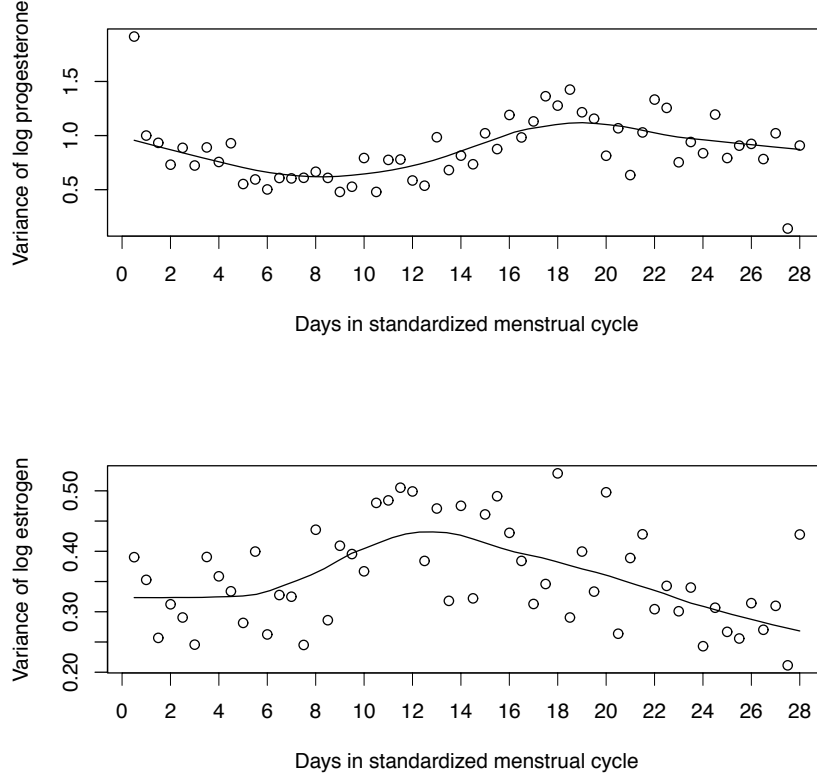 Variance of log progesterone
1.5
1.0
0.5
0 2 4 6 8 10 12 14 16 18 20 22 24 26 28
Days in standardized menstrual cycle
Variance of log estrogen
0.50
0.40
0.30
0.20
0 2 4 6 8 10 12 14 16 18 20 22 24 26 28
Days in standardized menstrual cycle